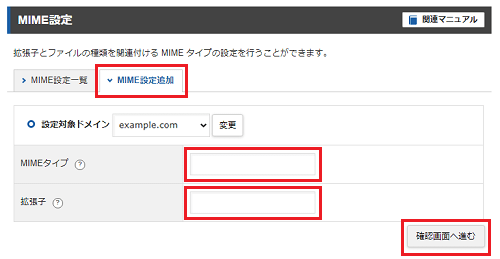 MIME設定
関連マニュアル
拡張子とファイルの種類を関連付ける MIME タイプの設定を行うことができます。
MIME設定一覧
MIME設定追加
設定対象ドメイン example.com 変更
MIMEタイプ ?
拡張子 ?
確認画面へ進む